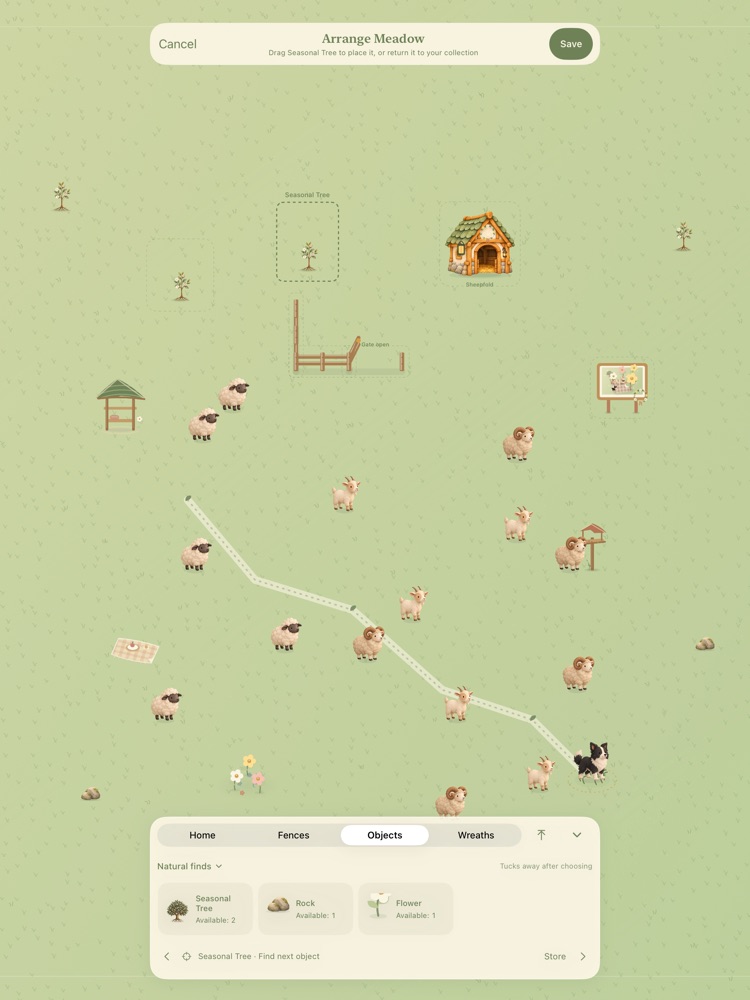 Cancel
Arrange Meadow
Drag Seasonal Tree to place it, or return it to your collection
Save
Seasonal Tree
Sheepfold
Gate open
Home
Fences
Objects
Wreaths
Natural finds
Tucks away after choosing
Seasonal
Tree
Available: 2
Rock
Available: 1
Flower
Available: 1
Seasonal Tree · Find next object
Store